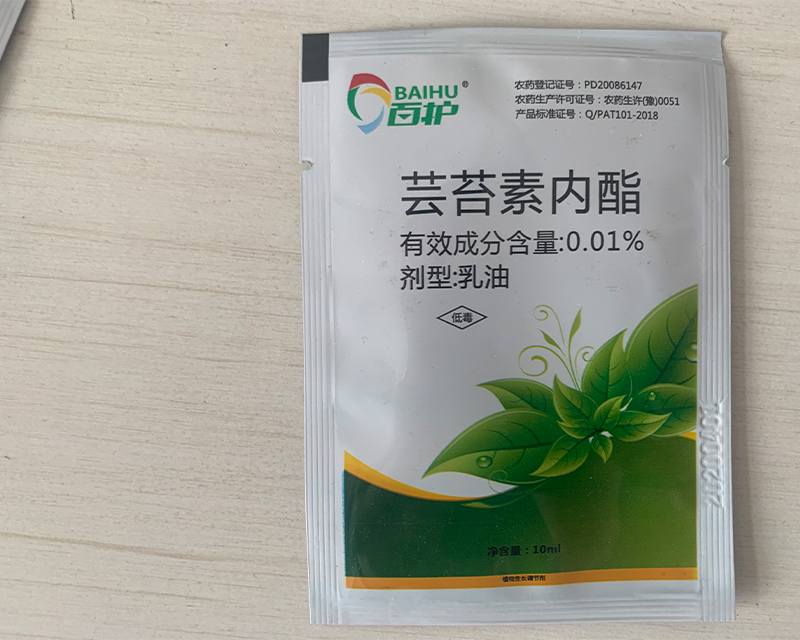 BAIHU®
百护
农药登记证号：PD20086147
农药生产许可证号：农药生许(豫)0051
产品标准证号：Q/PAT101-2018
芸苔素内酯
有效成分含量:0.01%
剂型:乳油
低毒
净含量：10ml
植物生长调节剂